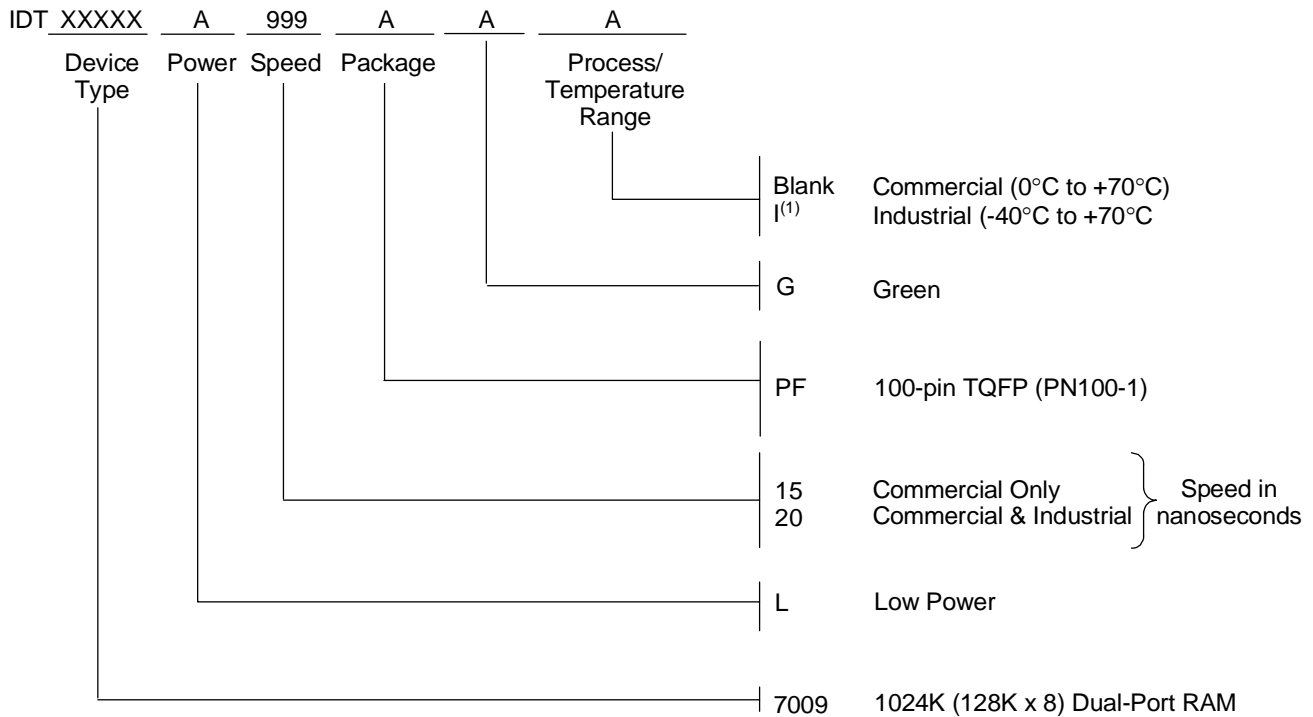 IDT XXXXX A 999 A A A
Device Type Power Speed Package Process/ Temperature Range
Blank Commercial (0°C to +70°C)
I(1) Industrial (-40°C to +70°C
G Green
PF 100-pin TQFP (PN100-1)
15 Commercial Only
20 Commercial & Industrial
Speed in
nanoseconds
L Low Power
7009 1024K (128K x 8) Dual-Port RAM